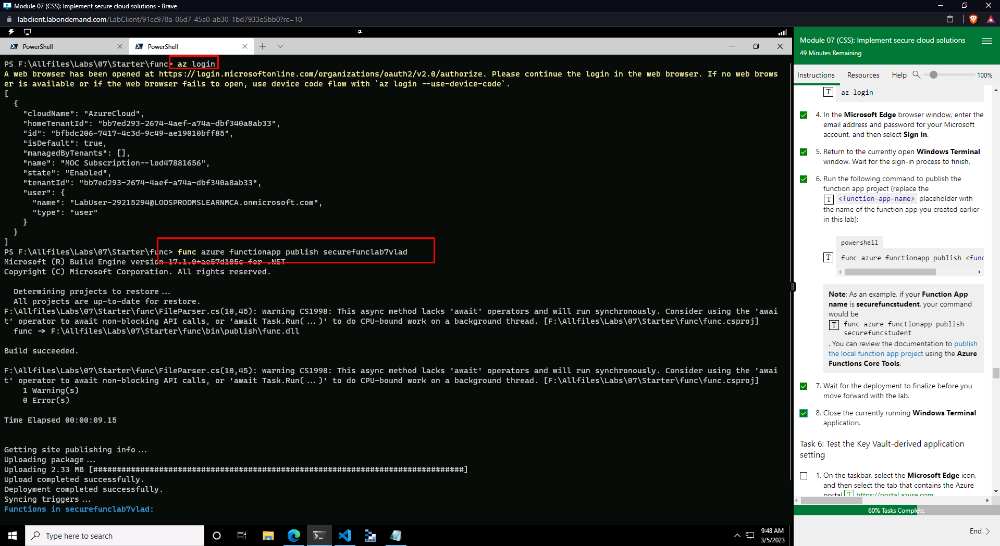 Module 07 (CSS): Implement secure cloud solutions - Brave
labclient.labondemand.com/LabClient/91cc978a-06d7-45a0-ab30-1bd7933e5bb0?rc=10
PowerShell
PowerShell
PS F:\Allfiles\Labs\07\Starter\func> az login
A web browser has been opened at https://login.microsoftonline.com/organizations/oauth2/v2.0/authorize. Please continue the login in the web browser. If no web brows
er is available or if the web browser fails to open, use device code flow with `az login --use-device-code`.
[
{
"cloudName": "AzureCloud",
"homeTenantId": "bb7ed293-2674-4aef-a74a-dbf340a8ab33",
"id": "bfbdc206-7417-4c3d-9c49-ae19010bff85",
"isDefault": true,
"managedByTenants": [],
"name": "MOC Subscription--lod47881656",
"state": "Enabled",
"tenantId": "bb7ed293-2674-4aef-a74a-dbf340a8ab33",
"user": {
"name": "LabUser-29215294@LODSPRODMSLEARNMCA.onmicrosoft.com",
"type": "user"
}
}
]
PS F:\Allfiles\Labs\07\Starter\func> func azure functionapp publish securefunclab7vlad
Microsoft (R) Build Engine version 17.1.0+ae57d105c for .NET
Copyright (C) Microsoft Corporation. All rights reserved.
Determining projects to restore...
All projects are up-to-date for restore.
F:\Allfiles\Labs\07\Starter\func\FileParser.cs(10,45): warning CS1998: This async method lacks 'await' operators and will run synchronously. Consider using the 'awai
t' operator to await non-blocking API calls, or 'await Task.Run(...)' to do CPU-bound work on a background thread. [F:\Allfiles\Labs\07\Starter\func\func.csproj]
func -> F:\Allfiles\Labs\07\Starter\func\bin\publish\func.dll
Build succeeded.
F:\Allfiles\Labs\07\Starter\func\FileParser.cs(10,45): warning CS1998: This async method lacks 'await' operators and will run synchronously. Consider using the 'awai
t' operator to await non-blocking API calls, or 'await Task.Run(...)' to do CPU-bound work on a background thread. [F:\Allfiles\Labs\07\Starter\func\func.csproj]
1 Warning(s)
0 Error(s)
Time Elapsed 00:00:09.15
Getting site publishing info...
Uploading package...
Uploading 2.33 MB [###############################################################################]
Upload completed successfully.
Deployment completed successfully.
Syncing triggers...
Functions in securefunclab7vlad:
Type here to search
9:48 AM
3/5/2023
Module 07 (CSS): Implement secure cloud solutions
49 Minutes Remaining
Instructions Resources Help 100%
T az login
4. In the Microsoft Edge browser window, enter the
email address and password for your Microsoft
account, and then select Sign in.
5. Return to the currently open Windows Terminal
window. Wait for the sign-in process to finish.
6. Run the following command to publish the
function app project (replace the
T <function-app-name> placeholder with
the name of the function app you created earlier
in this lab):
powershell
T func azure functionapp publish <func
Note: As an example, if your Function App
name is securefuncstudent, your command
would be
T func azure functionapp publish
securefuncstudent
. You can review the documentation to publish
the local function app project using the Azure
Functions Core Tools.
7. Wait for the deployment to finalize before you
move forward with the lab.
8. Close the currently running Windows Terminal
application.
Task 6: Test the Key Vault-derived application
setting
1. On the taskbar, select the Microsoft Edge icon,
and then select the tab that contains the Azure
portal T https://portal.azure.com
60% Tasks Complete
End